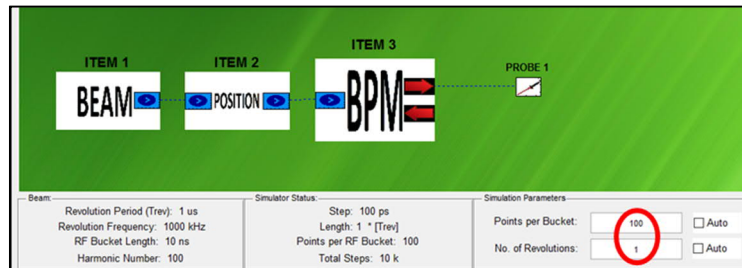 ITEM 1
ITEM 2
ITEM 3
PROBE 1
BEAM
POSITION
BPM
Beam:
Revolution Period (Trev): 1 us
Revolution Frequency: 1000 kHz
RF Bucket Length: 10 ns
Harmonic Number: 100
Simulator Status:
Step: 100 ps
Length: 1 * [Trev]
Points per RF Bucket: 100
Total Steps: 10 k
Simulation Parameters
Points per Bucket: 100 Auto
No. of Revolutions: 1 Auto